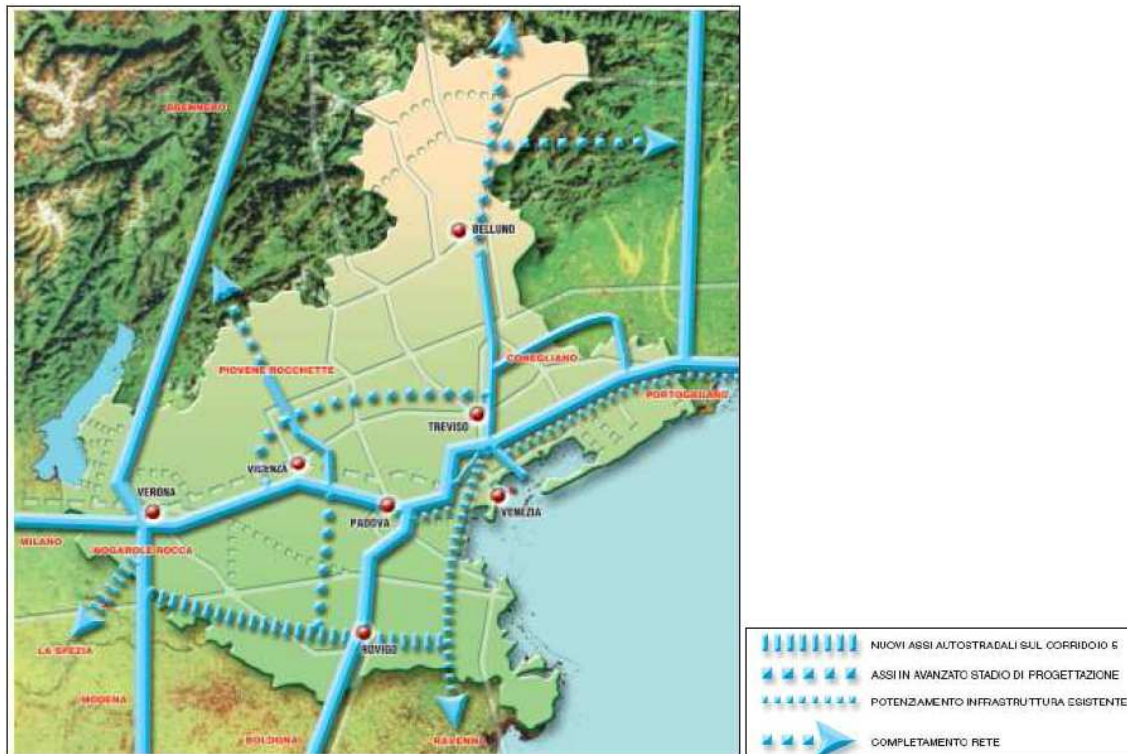 BRENNERO
BELLUNO
PIOVENE ROCCHETTE
CONEGLIANO
PORTOGRUARO
TREVISO
VICENZA
VERONA
PADOVA
VENEZIA
MILANO
NOGAROLE ROCCA
LA SPEZIA
ROVIGO
MODENA
BOLOGNA
RAVENNA
NUOVI ASSI AUTOSTRADALI SUL CORRIDOIO 5
ASSI IN AVANZATO STADIO DI PROGETTAZIONE
POTENZIAMENTO INFRASTRUTTURA ESISTENTE
COMPLETAMENTO RETE